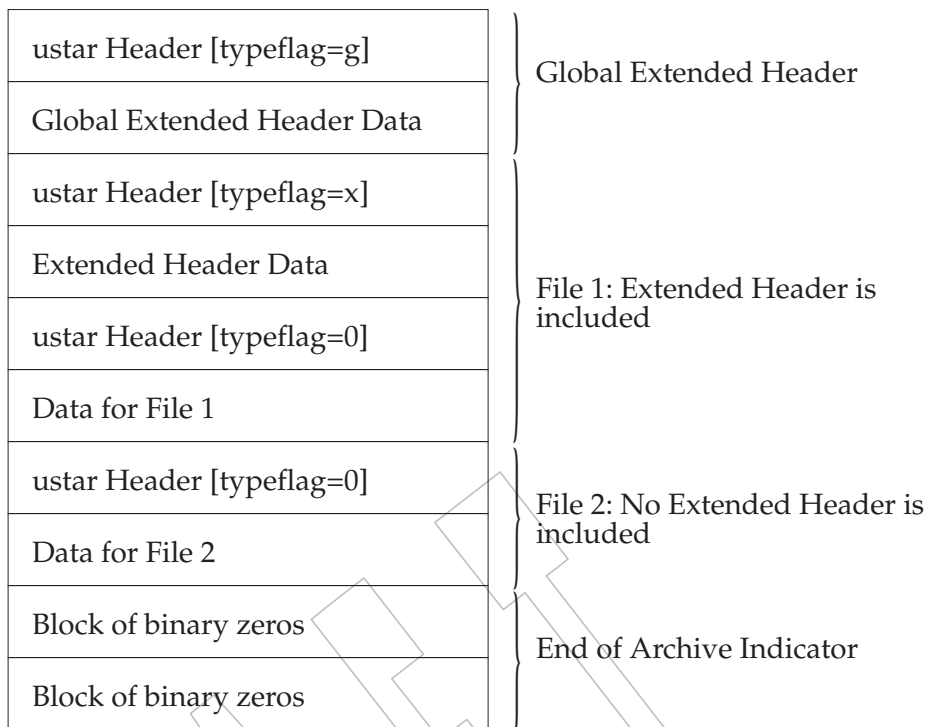 ustar Header [typeflag=g]
Global Extended Header Data
Global Extended Header
ustar Header [typeflag=x]
Extended Header Data
ustar Header [typeflag=0]
Data for File 1
File 1: Extended Header is
included
ustar Header [typeflag=0]
Data for File 2
File 2: No Extended Header is
included
Block of binary zeros
Block of binary zeros
End of Archive Indicator